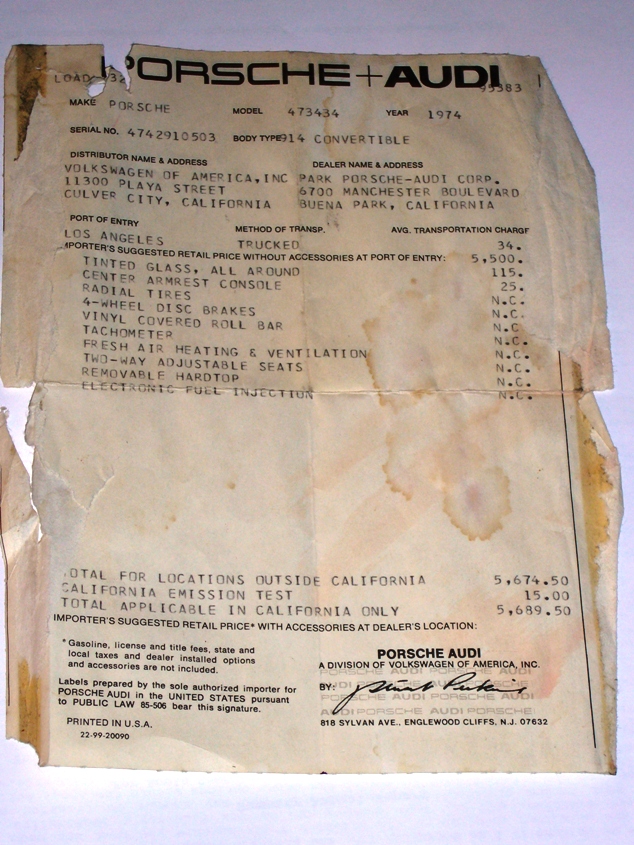 PORSCHE+AUDI
LOAD 32 95383
MAKE PORSCHE MODEL 473434 YEAR 1974
SERIAL NO. 4742910503 BODY TYPE 914 CONVERTIBLE
DISTRIBUTOR NAME & ADDRESS DEALER NAME & ADDRESS
VOLKSWAGEN OF AMERICA,INC PARK PORSCHE-AUDI CORP.
11300 PLAYA STREET 6700 MANCHESTER BOULEVARD
CULVER CITY, CALIFORNIA BUENA PARK, CALIFORNIA
PORT OF ENTRY METHOD OF TRANSP. AVG. TRANSPORTATION CHARGE
LOS ANGELES TRUCKED 34.
IMPORTER'S SUGGESTED RETAIL PRICE WITHOUT ACCESSORIES AT PORT OF ENTRY: 5,500.
TINTED GLASS, ALL AROUND 115.
CENTER ARMREST CONSOLE 25.
RADIAL TIRES N.C.
4-WHEEL DISC BRAKES N.C.
VINYL COVERED ROLL BAR N.C
TACHOMETER N.C.
FRESH AIR HEATING & VENTILATION N.C.
TWO-WAY ADJUSTABLE SEATS N.C.
REMOVABLE HARDTOP N.C.
ELECTRONIC FUEL INJECTION N.C.
TOTAL FOR LOCATIONS OUTSIDE CALIFORNIA 5,674.50
CALIFORNIA EMISSION TEST 15.00
TOTAL APPLICABLE IN CALIFORNIA ONLY 5,689.50
IMPORTER'S SUGGESTED RETAIL PRICE* WITH ACCESSORIES AT DEALER'S LOCATION:
*Gasoline, license and title fees, state and
local taxes and dealer installed options
and accessories are not included.
Labels prepared by the sole authorized importer for
PORSCHE AUDI in the UNITED STATES pursuant
to PUBLIC LAW 85-506 bear this signature.
PRINTED IN U.S.A.
22-99-20090
PORSCHE AUDI
A DIVISION OF VOLKSWAGEN OF AMERICA, INC.
BY: Stuart Perkins
818 SYLVAN AVE., ENGLEWOOD CLIFFS, N.J. 07632